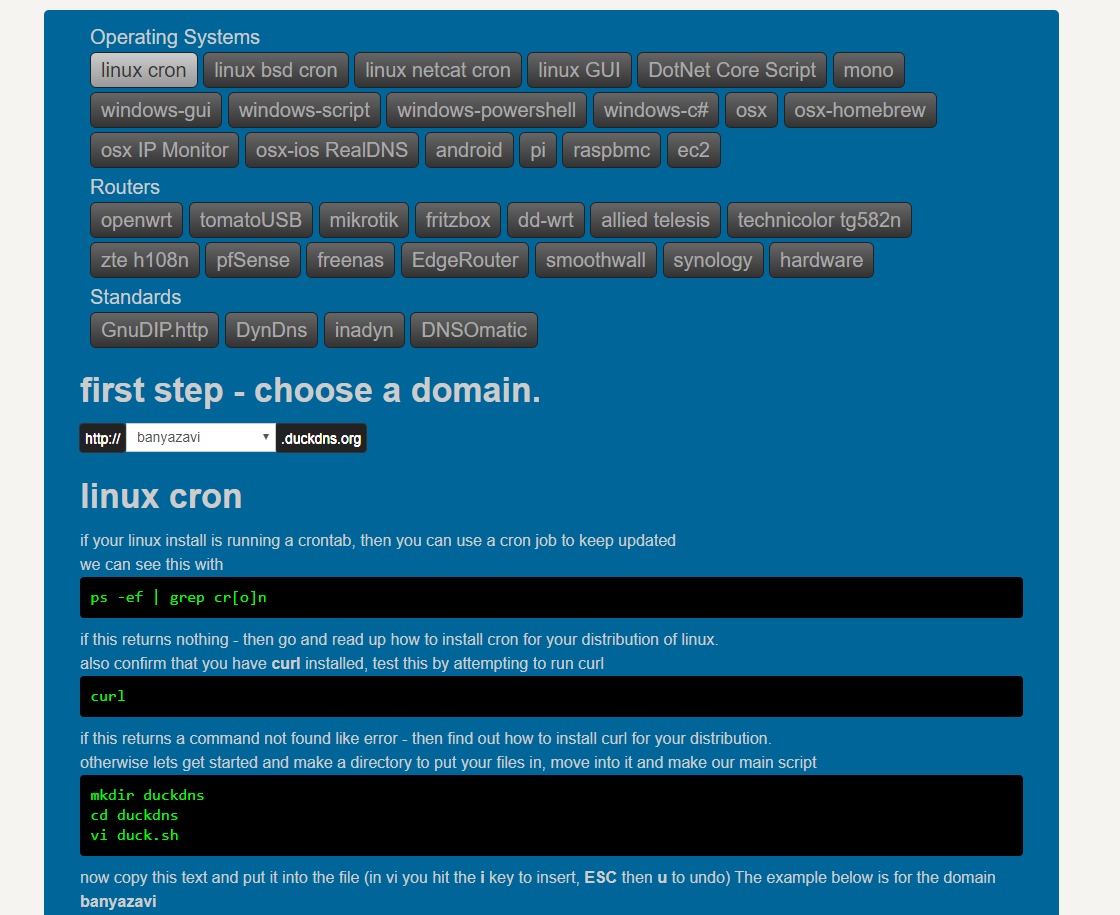 Operating Systems
linux cron linux bsd cron linux netcat cron linux GUI DotNet Core Script mono
windows-gui windows-script windows-powershell windows-c# osx osx-homebrew
osx IP Monitor osx-ios RealDNS android pi raspbmc ec2
Routers
openwrt tomatoUSB mikrotik fritzbox dd-wrt allied telesis technicolor tg582n
zte h108n pfSense freenas EdgeRouter smoothwall synology hardware
Standards
GnuDIP.http DynDns inadyn DNSOmatic
first step - choose a domain.
http:// banyazavi .duckdns.org
linux cron
if your linux install is running a crontab, then you can use a cron job to keep updated
we can see this with
ps -ef | grep cr[o]n
if this returns nothing - then go and read up how to install cron for your distribution of linux.
also confirm that you have curl installed, test this by attempting to run curl
curl
if this returns a command not found like error - then find out how to install curl for your distribution.
otherwise lets get started and make a directory to put your files in, move into it and make our main script
mkdir duckdns
cd duckdns
vi duck.sh
now copy this text and put it into the file (in vi you hit the i key to insert, ESC then u to undo) The example below is for the domain
banyazavi